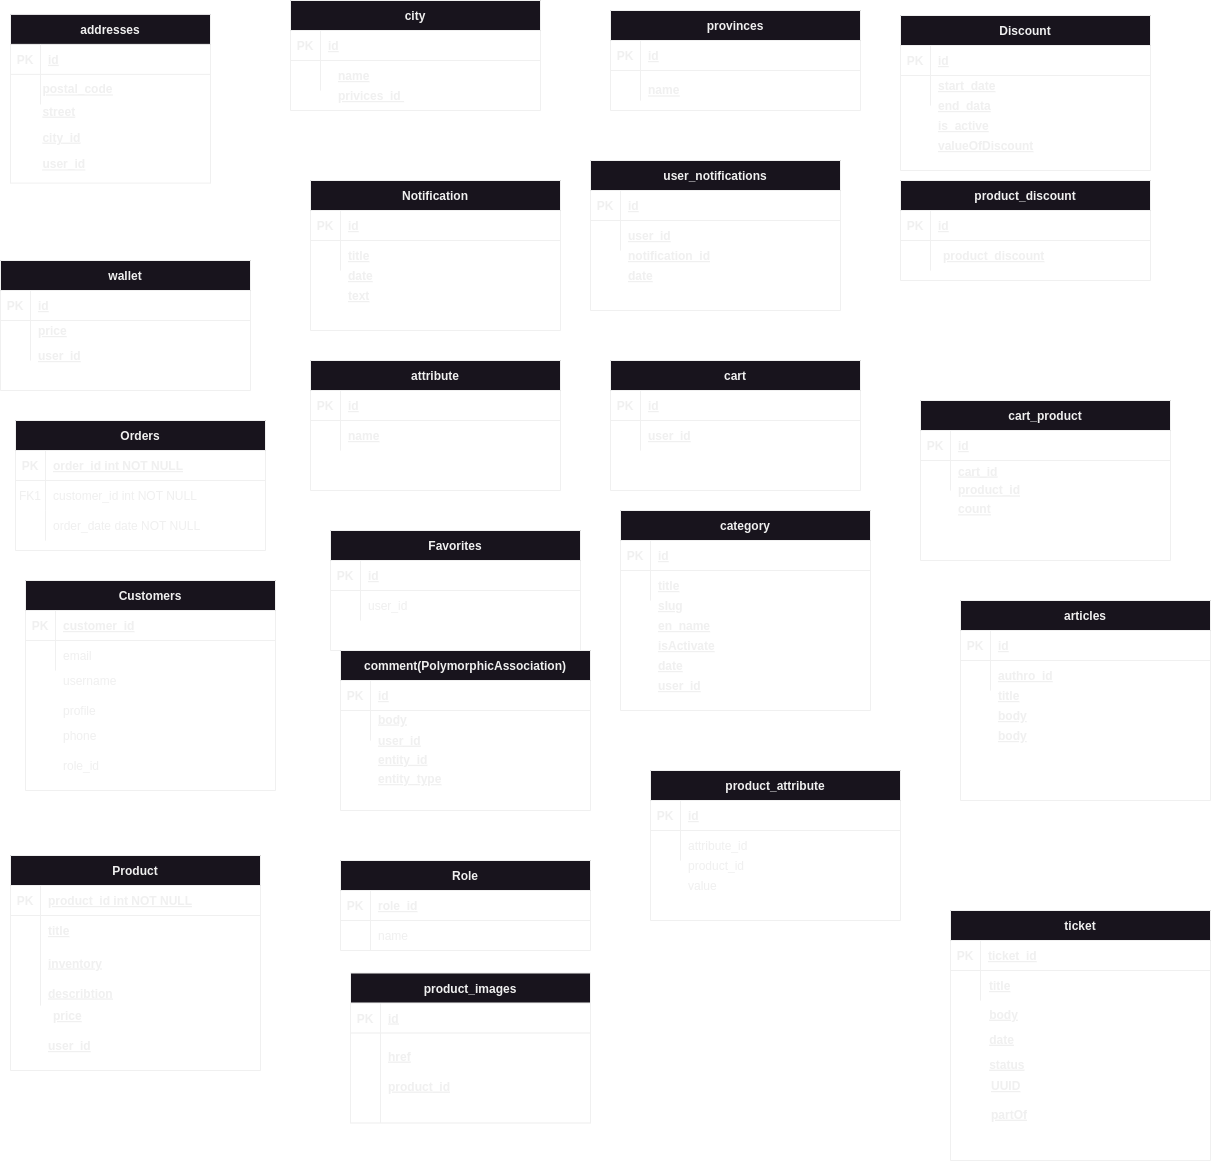 addresses
PK id
postal_code
street
city_id
user_id
city
PK id
name
privices_id
provinces
PK id
name
Discount
PK id
start_date
end_data
is_active
valueOfDiscount
Notification
PK id
title
date
text
user_notifications
PK id
user_id
notification_id
date
product_discount
PK id
product_discount
wallet
PK id
price
user_id
attribute
PK id
name
cart
PK id
user_id
cart_product
PK id
cart_id
product_id
count
Orders
PK order_id int NOT NULL
FK1 customer_id int NOT NULL
order_date date NOT NULL
Favorites
PK id
user_id
category
PK id
title
slug
en_name
isActivate
date
user_id
Customers
PK customer_id
email
username
profile
phone
role_id
comment(PolymorphicAssociation)
PK id
body
user_id
entity_id
entity_type
articles
PK id
authro_id
title
body
body
product_attribute
PK id
attribute_id
product_id
value
Product
PK product_id int NOT NULL
title
inventory
describtion
price
user_id
Role
PK role_id
name
product_images
PK id
href
product_id
ticket
PK ticket_id
title
body
date
status
UUID
partOf